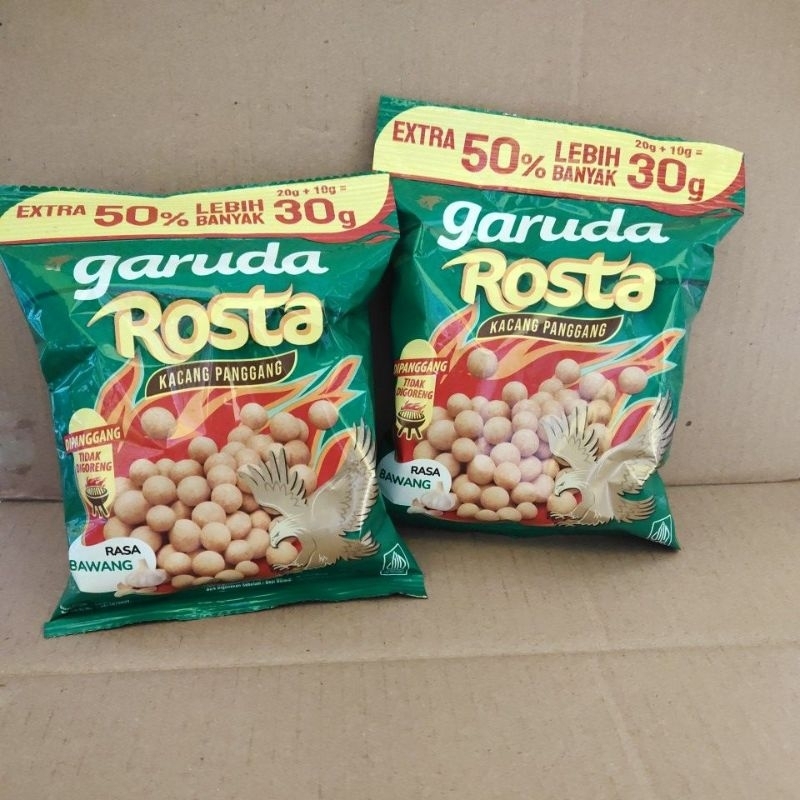 EXTRA 50% LEBIH BANYAK 20g + 10g = 30g
garuda
Rosta
KACANG PANGGANG
DIPANGGANG
TIDAK
DIGORENG
RASA
BAWANG
EXTRA 50% LEBIH BANYAK 20g + 10g = 30g
garuda
Rosta
KACANG PANGGANG
DIPANGGANG
TIDAK
DIGORENG
RASA
BAWANG